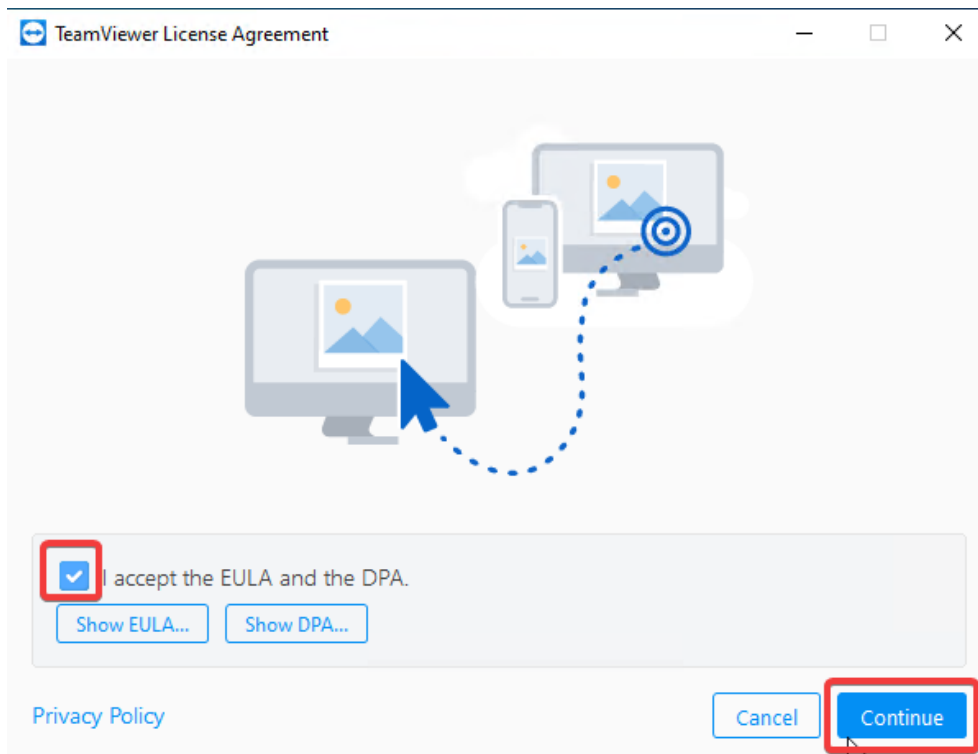 TeamViewer License Agreement
I accept the EULA and the DPA.
Show EULA... Show DPA...
Privacy Policy Cancel Continue